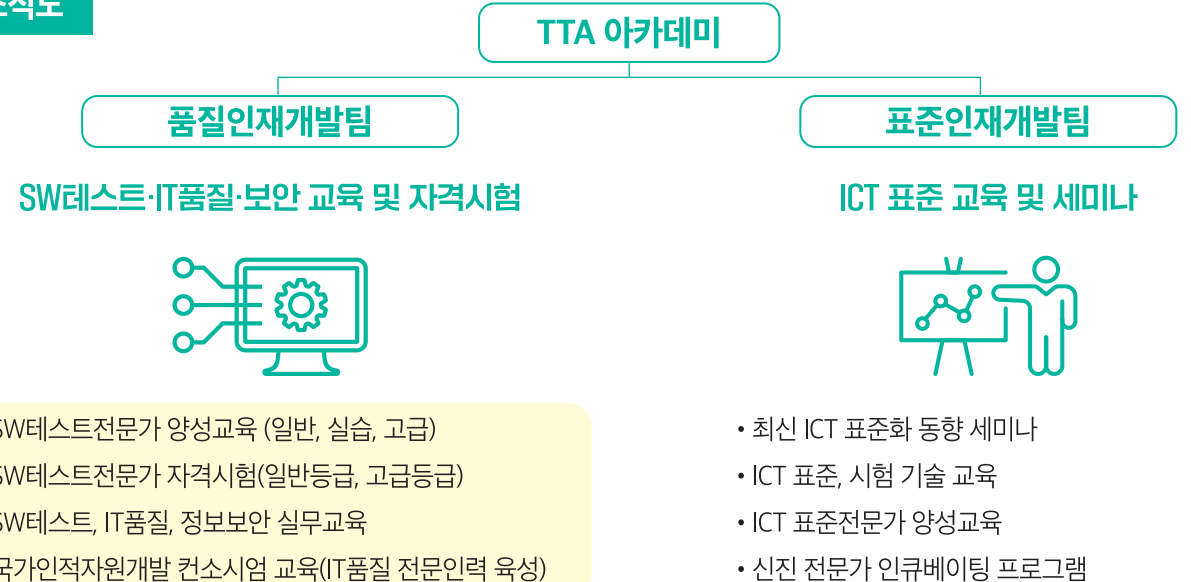 조직도
TTA 아카데미
품질인재개발팀
표준인재개발팀
SW테스트·IT품질·보안 교육 및 자격시험
ICT 표준 교육 및 세미나
SW테스트전문가 양성교육 (일반, 실습, 고급)
SW테스트전문가 자격시험(일반등급, 고급등급)
SW테스트, IT품질, 정보보안 실무교육
국가인적자원개발 컨소시엄 교육(IT품질 전문인력 육성)
• 최신 ICT 표준화 동향 세미나
• ICT 표준, 시험 기술 교육
• ICT 표준전문가 양성교육
• 신진 전문가 인큐베이팅 프로그램